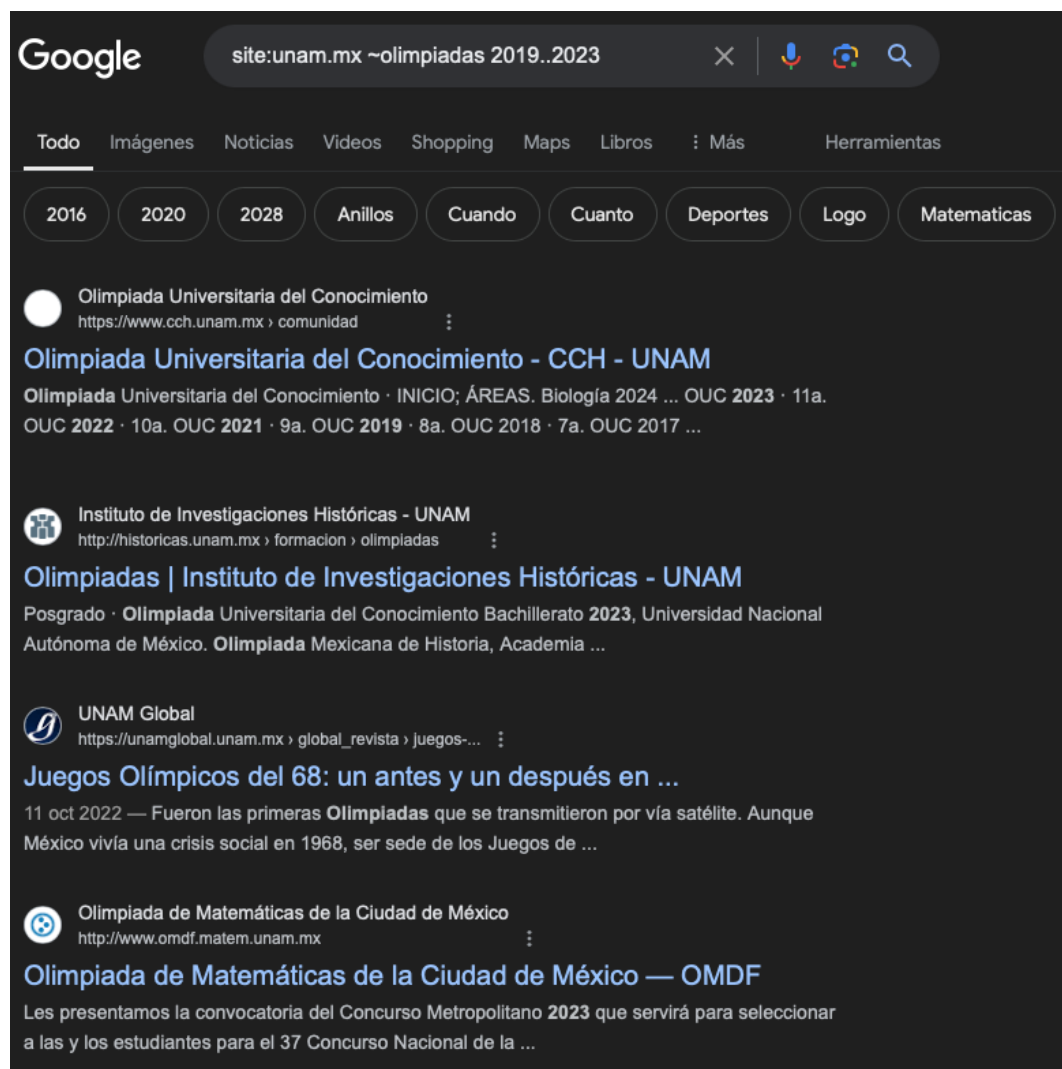 Google
site:unam.mx ~olimpiadas 2019..2023
Todo Imágenes Noticias Videos Shopping Maps Libros Más Herramientas
2016 2020 2028 Anillos Cuando Cuanto Deportes Logo Matematicas
Olimpiada Universitaria del Conocimiento
https://www.cch.unam.mx › comunidad
Olimpiada Universitaria del Conocimiento - CCH - UNAM
Olimpiada Universitaria del Conocimiento · INICIO; ÁREAS. Biología 2024 ... OUC 2023 · 11a.
OUC 2022 · 10a. OUC 2021 · 9a. OUC 2019 · 8a. OUC 2018 · 7a. OUC 2017 ...
Instituto de Investigaciones Históricas - UNAM
http://historicas.unam.mx › formacion › olimpiadas
Olimpiadas | Instituto de Investigaciones Históricas - UNAM
Posgrado · Olimpiada Universitaria del Conocimiento Bachillerato 2023, Universidad Nacional
Autónoma de México. Olimpiada Mexicana de Historia, Academia ...
UNAM Global
https://unamglobal.unam.mx › global_revista › juegos-...
Juegos Olímpicos del 68: un antes y un después en ...
11 oct 2022 — Fueron las primeras Olimpiadas que se transmitieron por vía satélite. Aunque
México vivía una crisis social en 1968, ser sede de los Juegos de ...
Olimpiada de Matemáticas de la Ciudad de México
http://www.omdf.matem.unam.mx
Olimpiada de Matemáticas de la Ciudad de México — OMDF
Les presentamos la convocatoria del Concurso Metropolitano 2023 que servirá para seleccionar
a las y los estudiantes para el 37 Concurso Nacional de la ...